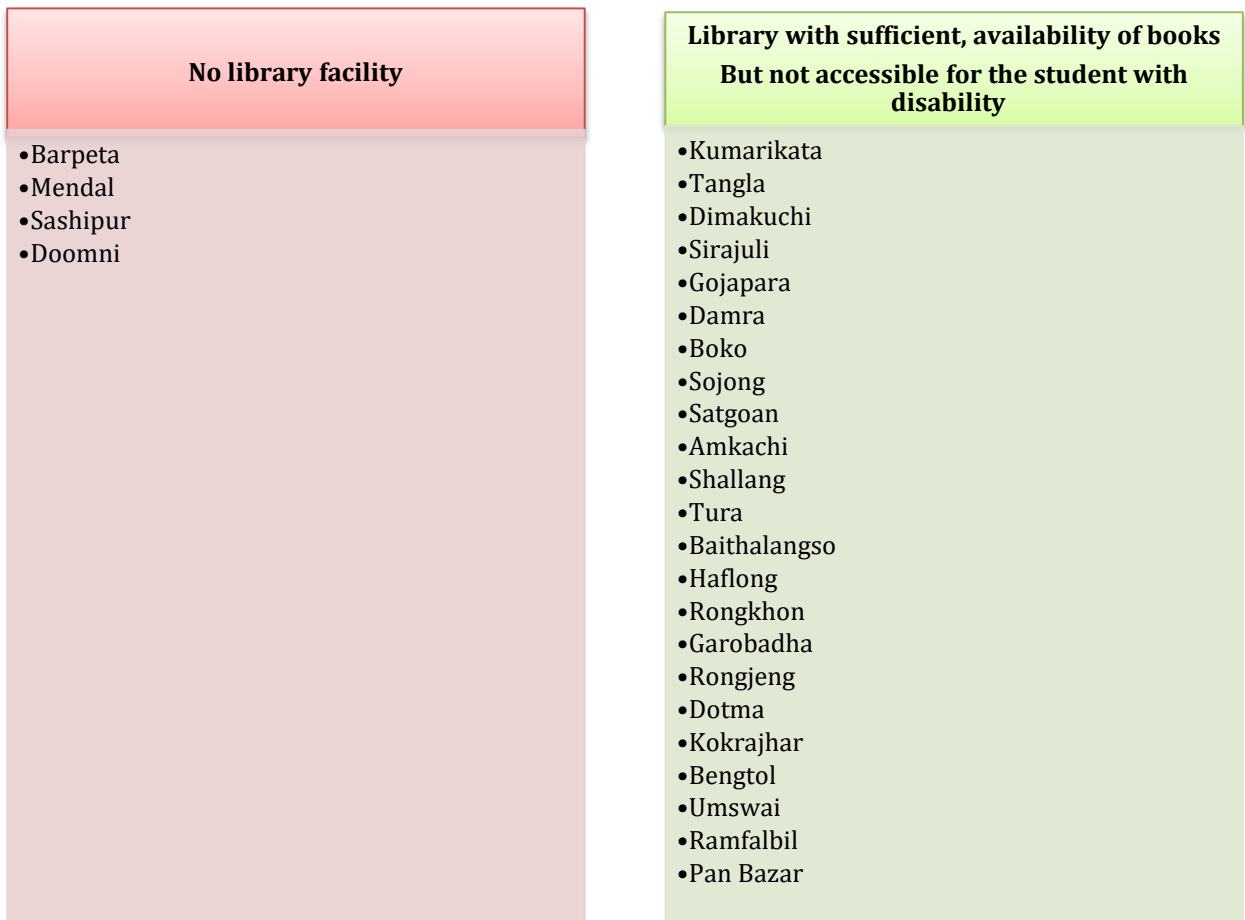 No library facility
•Barpeta
•Mendal
•Sashipur
•Doomni
Library with sufficient, availability of books
But not accessible for the student with
disability
•Kumarikata
•Tangla
•Dimakuchi
•Sirajuli
•Gojapara
•Damra
•Boko
•Sojong
•Satgoan
•Amkachi
•Shallang
•Tura
•Baithalangso
•Haflong
•Rongkhon
•Garobadha
•Rongjeng
•Dotma
•Kokrajhar
•Bengtol
•Umswai
•Ramfalbil
•Pan Bazar